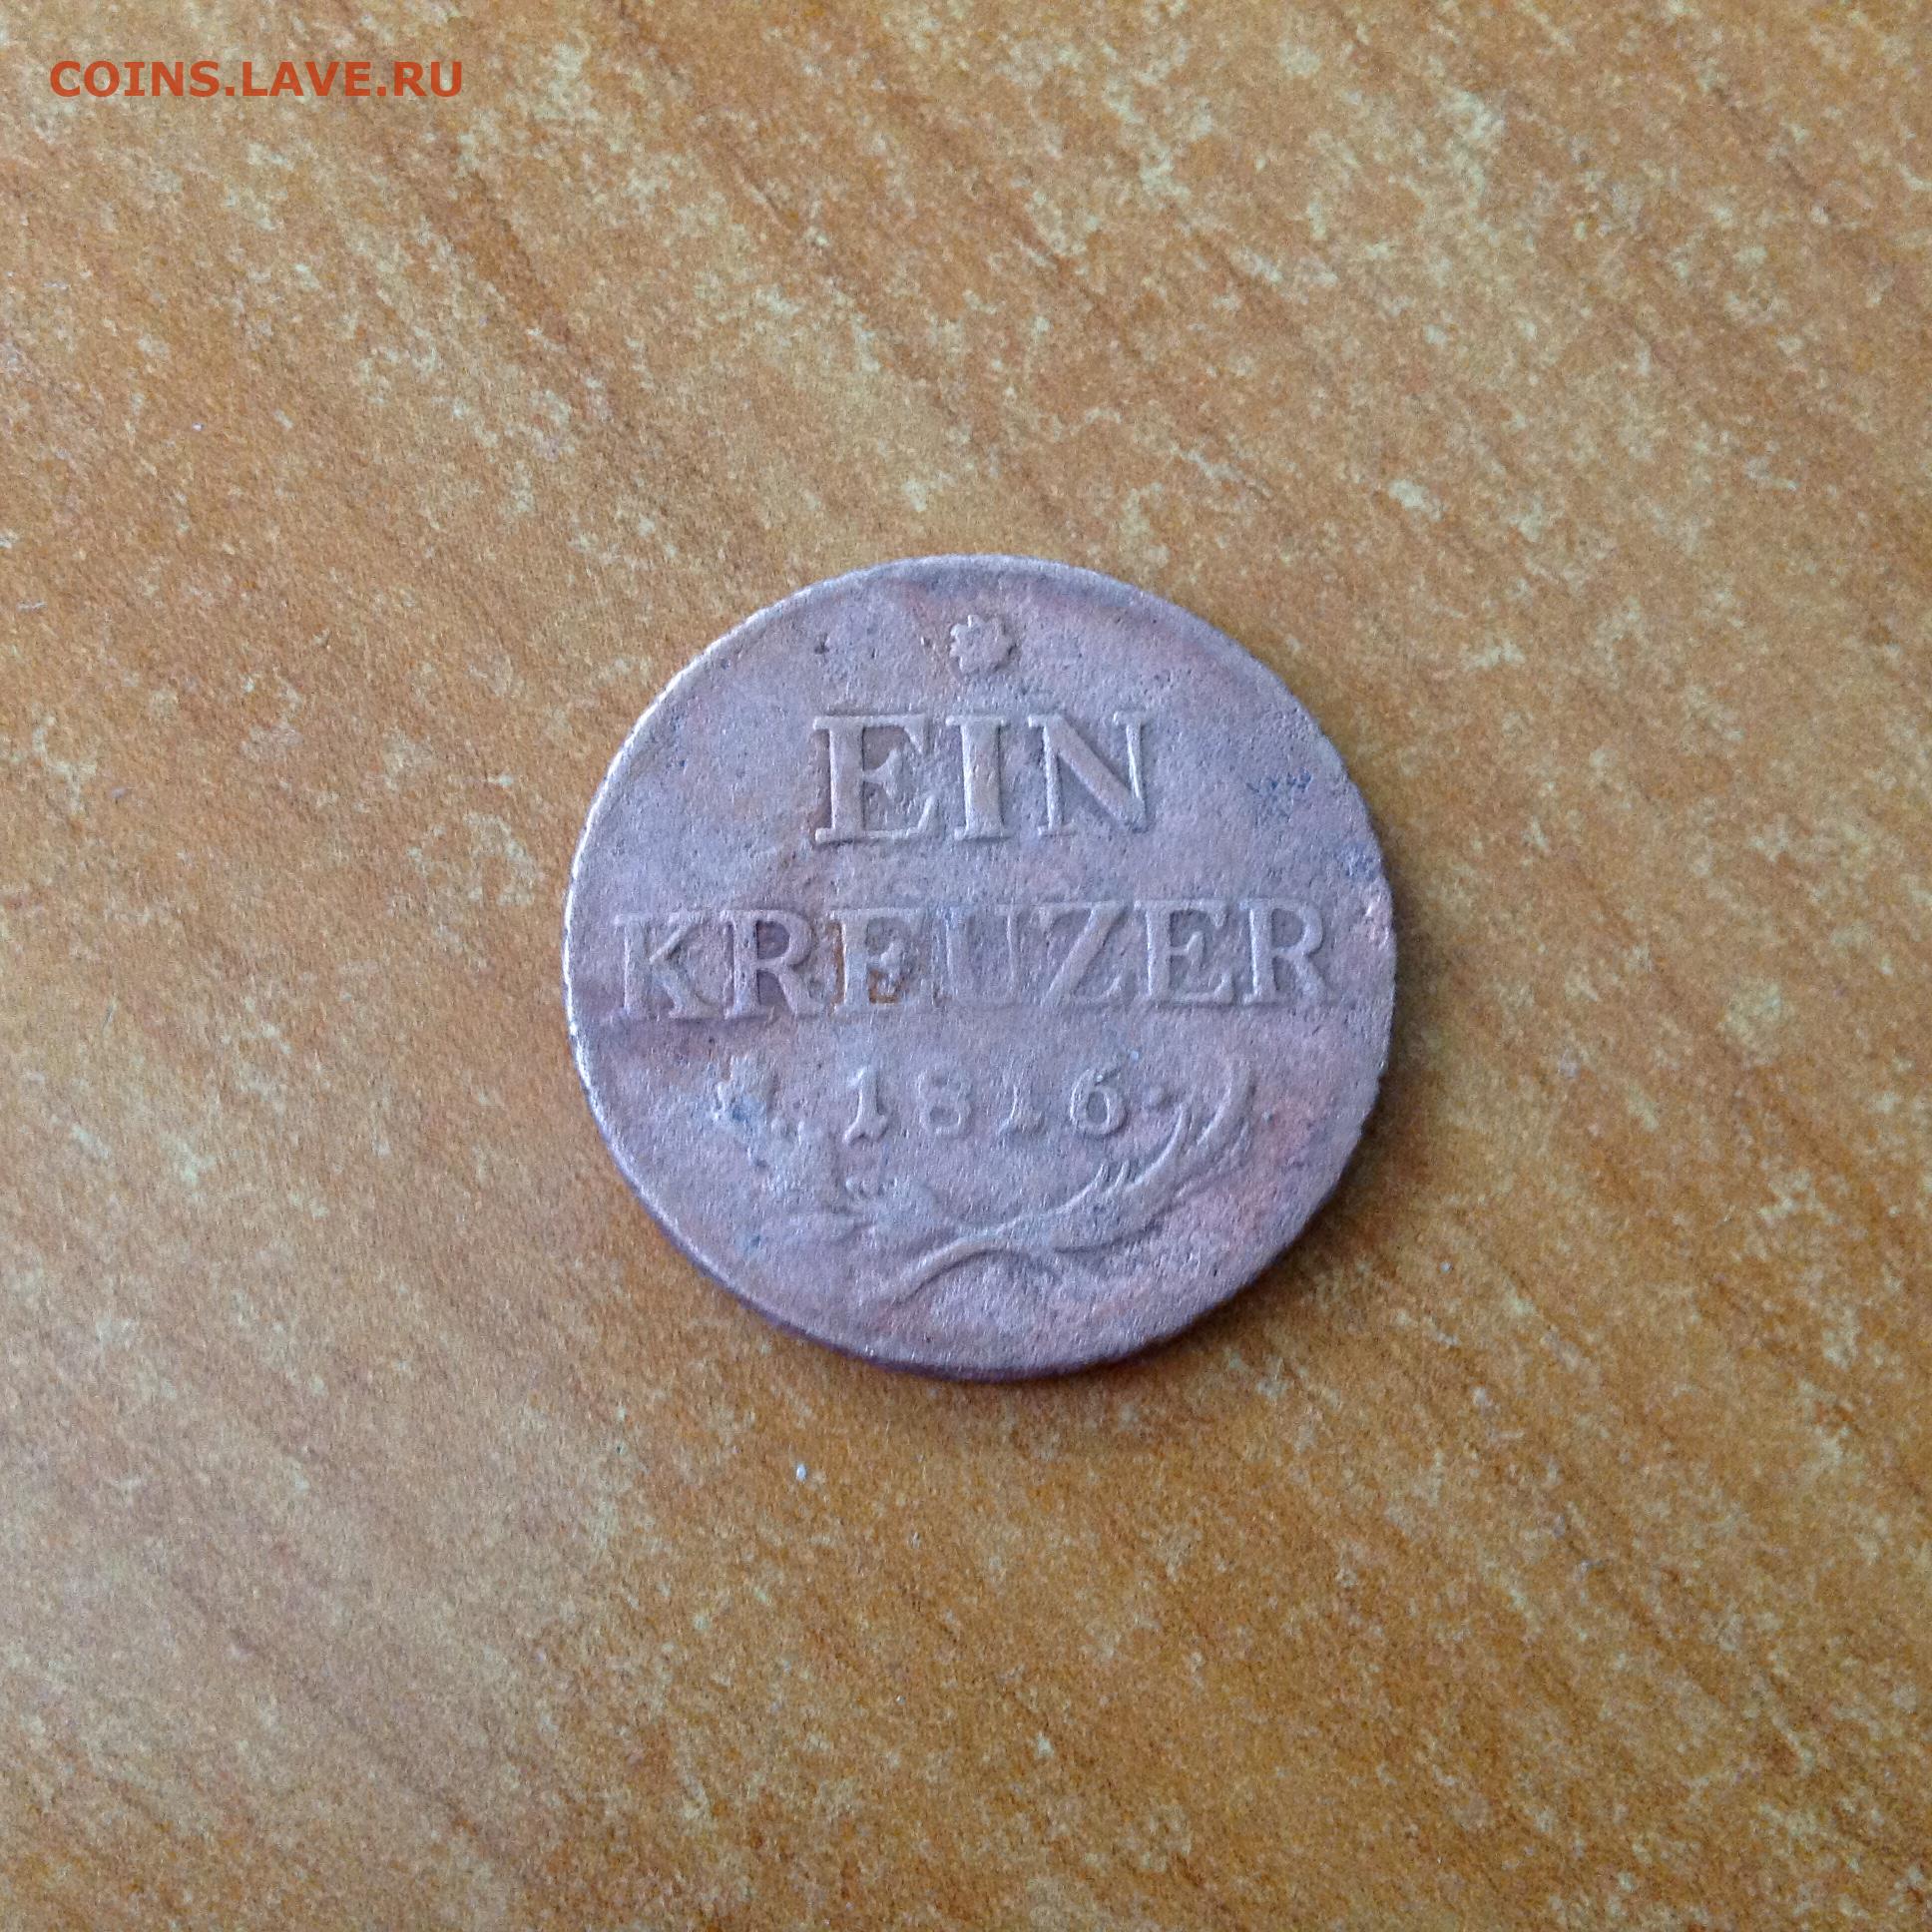 COINS.LAVE.RU
EIN
KREUZER
1816.